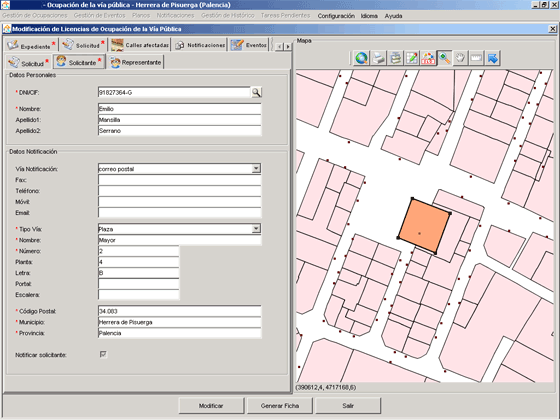 - Ocupación de la vía pública - Herrera de Pisuerga (Palencia)
Gestión de Ocupaciones Gestión de Eventos Planos Notificaciones Gestión de Histórico Tareas Pendientes Configuración Idioma Ayuda
Modificación de Licencias de Ocupación de la Vía Pública
Expediente * Solicitud * Calles afectadas Notificaciones Eventos
Solicitud * Solicitante * Representante
Datos Personales
* DNI/CIF: 91827364-G
* Nombre: Emilio
Apellido1: Mansilla
Apellido2: Serrano
Datos Notificación
Vía Notificación: correo postal
Fax:
Teléfono:
Móvil:
Email:
* Tipo Vía: Plaza
* Nombre: Mayor
* Número: 2
Planta: 4
Letra: B
Portal:
Escalera:
* Código Postal: 34.083
* Municipio: Herrera de Pisuerga
* Provincia: Palencia
Notificar solicitante:
Mapa
(390612,4, 4717168,6)
Modificar Generar Ficha Salir